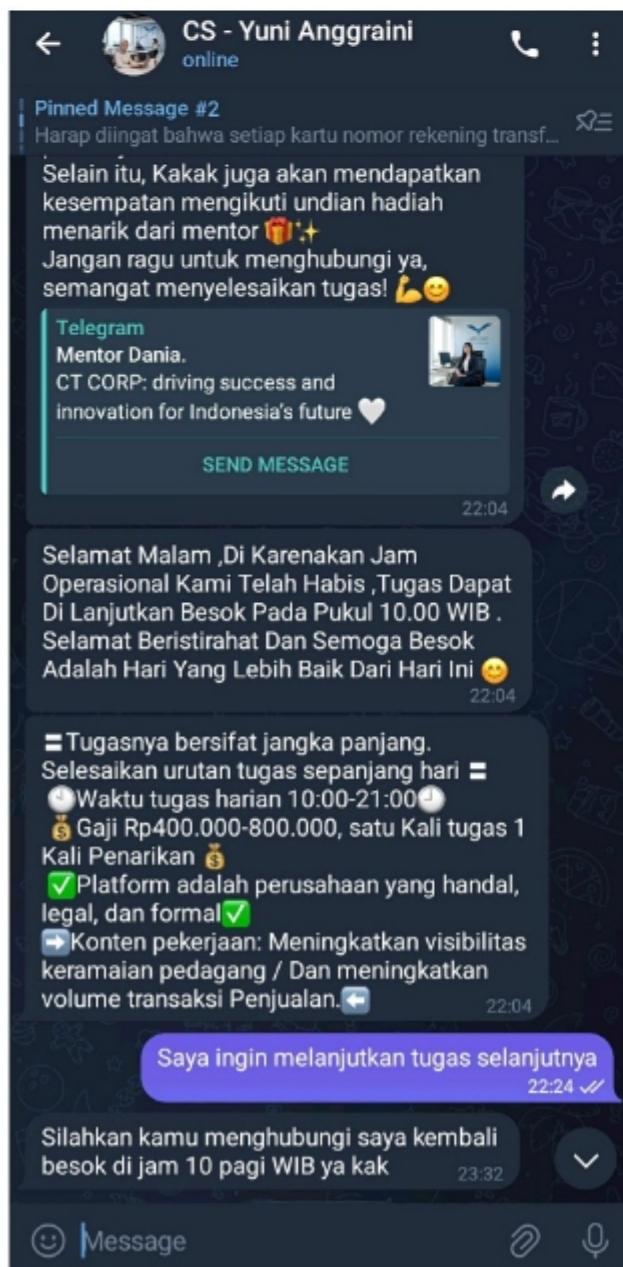 CS - Yuni Anggraini
online
Pinned Message #2
Harap diingat bahwa setiap kartu nomor rekening transf...
Selain itu, Kakak juga akan mendapatkan
kesempatan mengikuti undian hadiah
menarik dari mentor 🎁✨
Jangan ragu untuk menghubungi ya,
semangat menyelesaikan tugas! 💪😊
Telegram
Mentor Dania.
CT CORP: driving success and
innovation for Indonesia's future 🤍
SEND MESSAGE
22:04
Selamat Malam ,Di Karenakan Jam
Operasional Kami Telah Habis ,Tugas Dapat
Di Lanjutkan Besok Pada Pukul 10.00 WIB .
Selamat Beristirahat Dan Semoga Besok
Adalah Hari Yang Lebih Baik Dari Hari Ini 😊
22:04
〓Tugasnya bersifat jangka panjang.
Selesaikan urutan tugas sepanjang hari 〓
🕙Waktu tugas harian 10:00-21:00🕘
💰Gaji Rp400.000-800.000, satu Kali tugas 1
Kali Penarikan 💰
✅Platform adalah perusahaan yang handal,
legal, dan formal✅
➡️Konten pekerjaan: Meningkatkan visibilitas
keramaian pedagang / Dan meningkatkan
volume transaksi Penjualan.⬅️ 22:04
Saya ingin melanjutkan tugas selanjutnya
22:24
Silahkan kamu menghubungi saya kembali
besok di jam 10 pagi WIB ya kak 23:32
Message